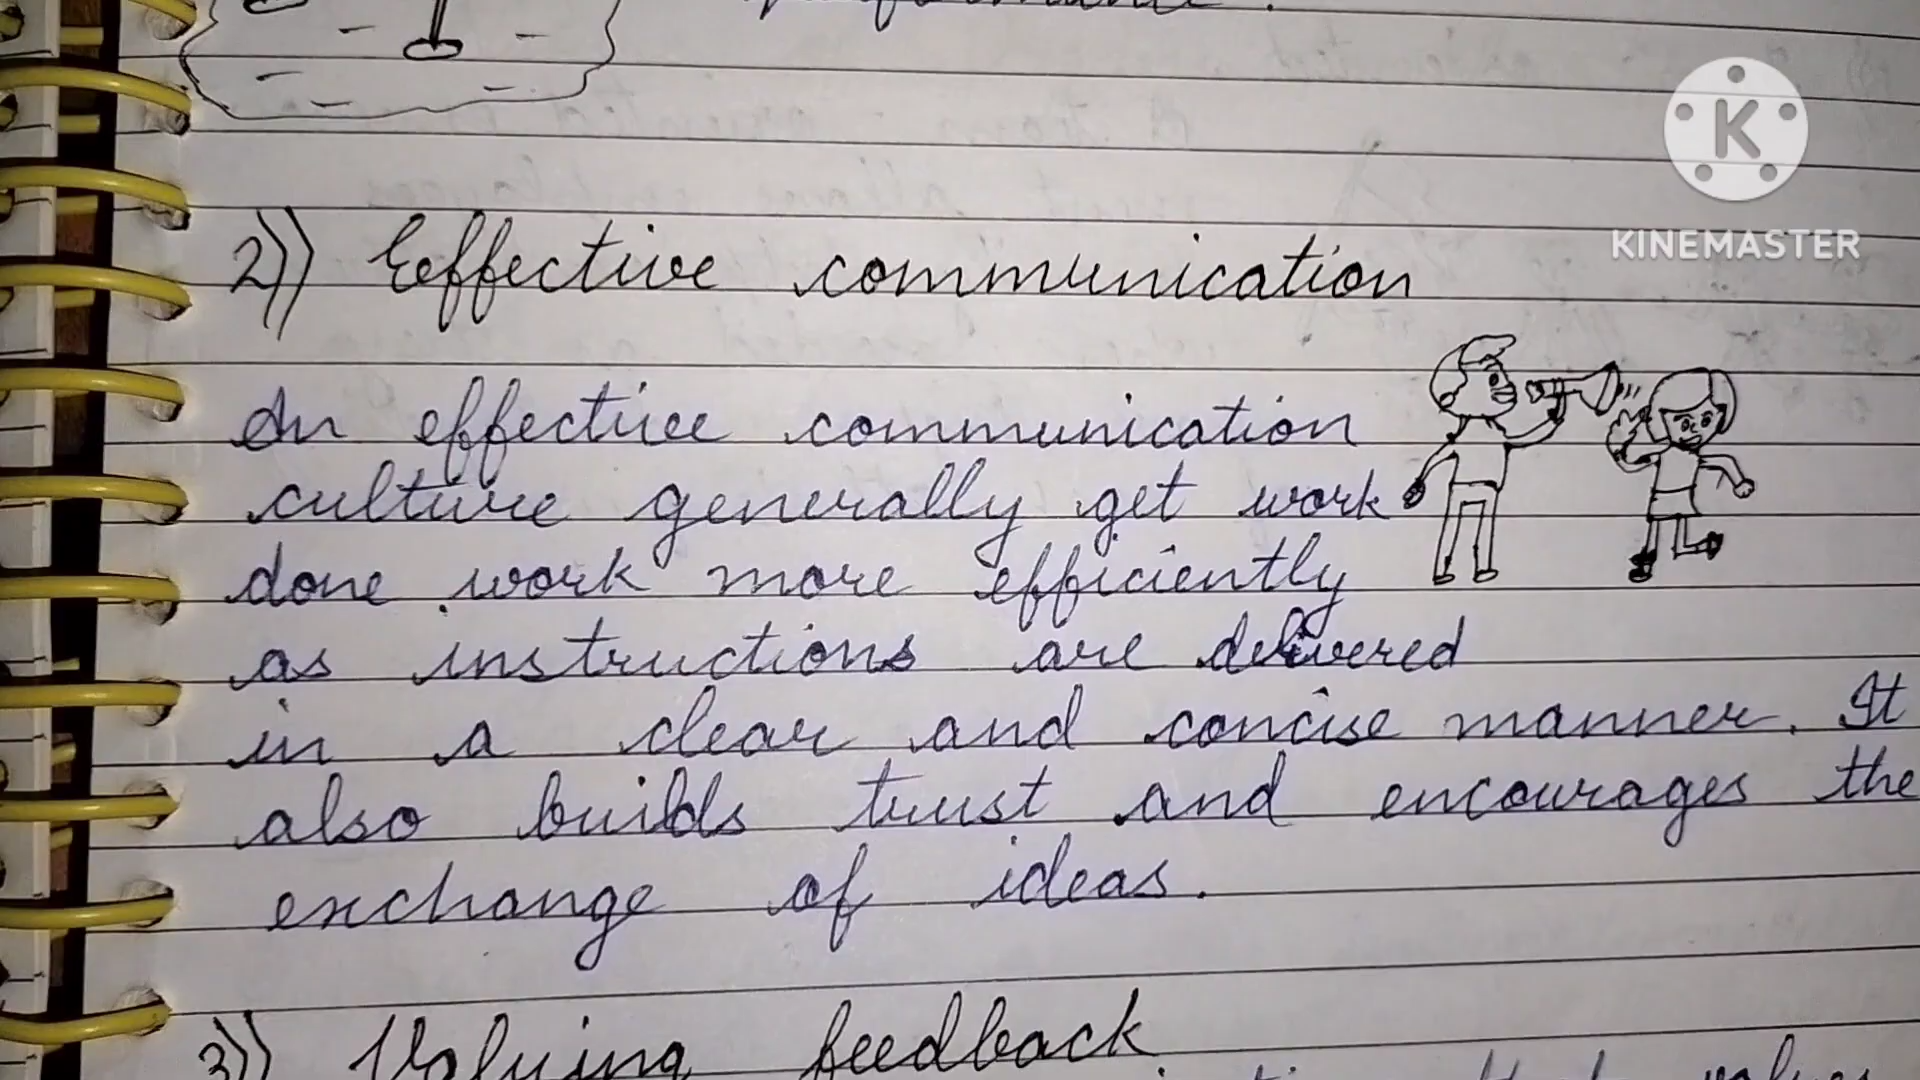 K
KINEMASTER
2)) Effective communication
An effective communication
culture generally get work
done work more efficiently
as instructions are delivered
in a clear and concise manner. It
also builds trust and encourages the
exchange of ideas.
3)) Valuing feedback